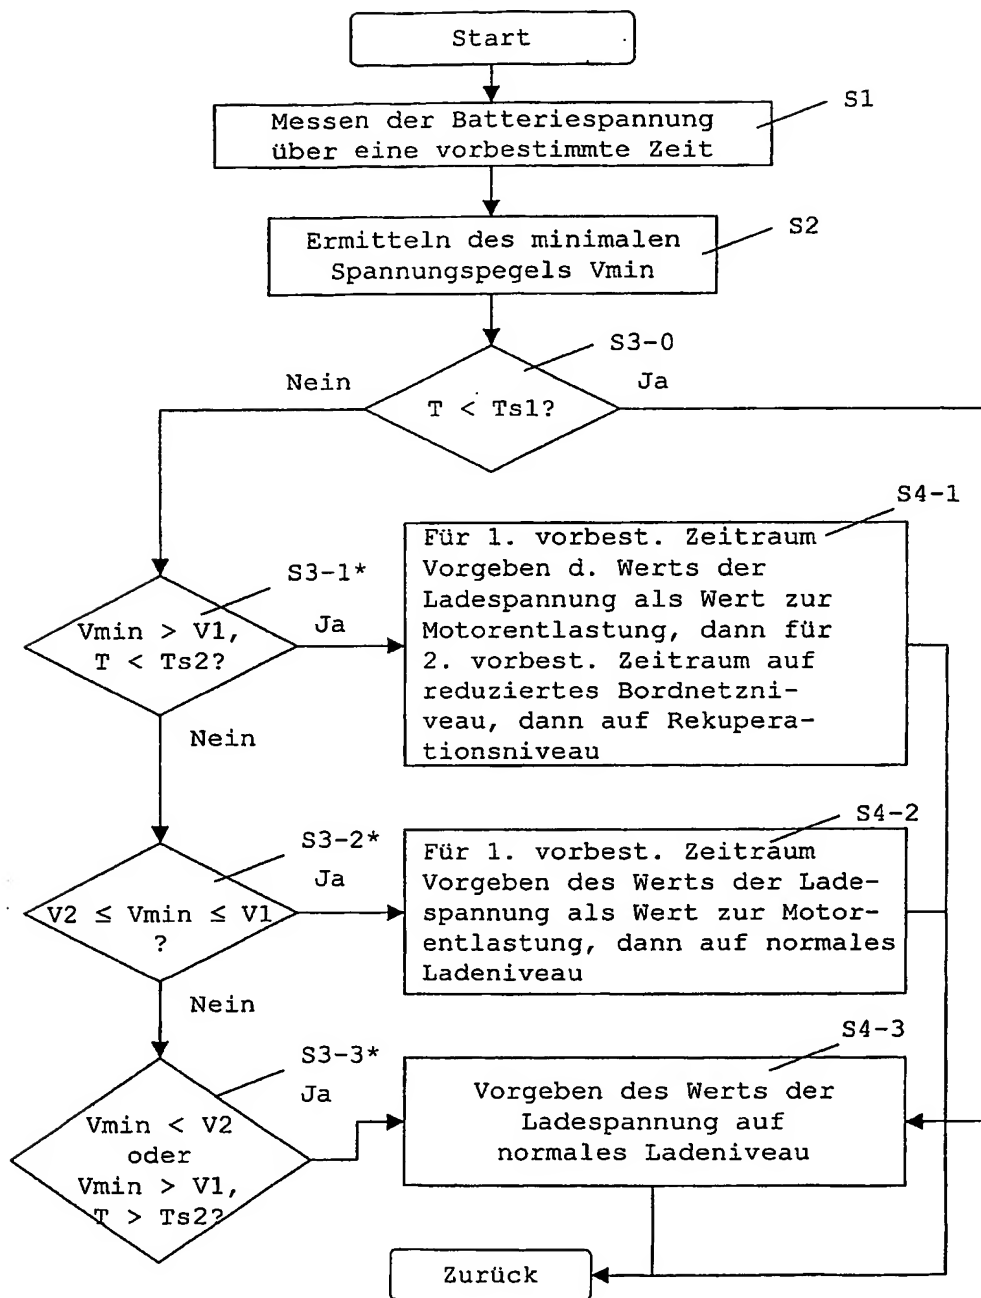 Start
S1
Messen der Batteriespannung
über eine vorbestimmte Zeit
S2
Ermitteln des minimalen
Spannungspegels Vmin
S3-0
Nein
Ja
T < Ts1?
S4-1
Für 1. vorbest. Zeitraum
Vorgeben d. Werts der
Ladespannung als Wert zur
Motorentlastung, dann für
2. vorbest. Zeitraum auf
reduziertes Bordnetzni-
veau, dann auf Rekupera-
tionsniveau
S3-1*
Vmin > V1,
T < Ts2?
Ja
Nein
S4-2
Für 1. vorbest. Zeitraum
Vorgeben des Werts der Lade-
spannung als Wert zur Motor-
entlastung, dann auf normales
Ladeniveau
S3-2*
Ja
V2 ≤ Vmin ≤ V1
?
Nein
S4-3
Vorgeben des Werts der
Ladespannung auf
normales Ladeniveau
S3-3*
Ja
Vmin < V2
oder
Vmin > V1,
T > Ts2?
Zurück